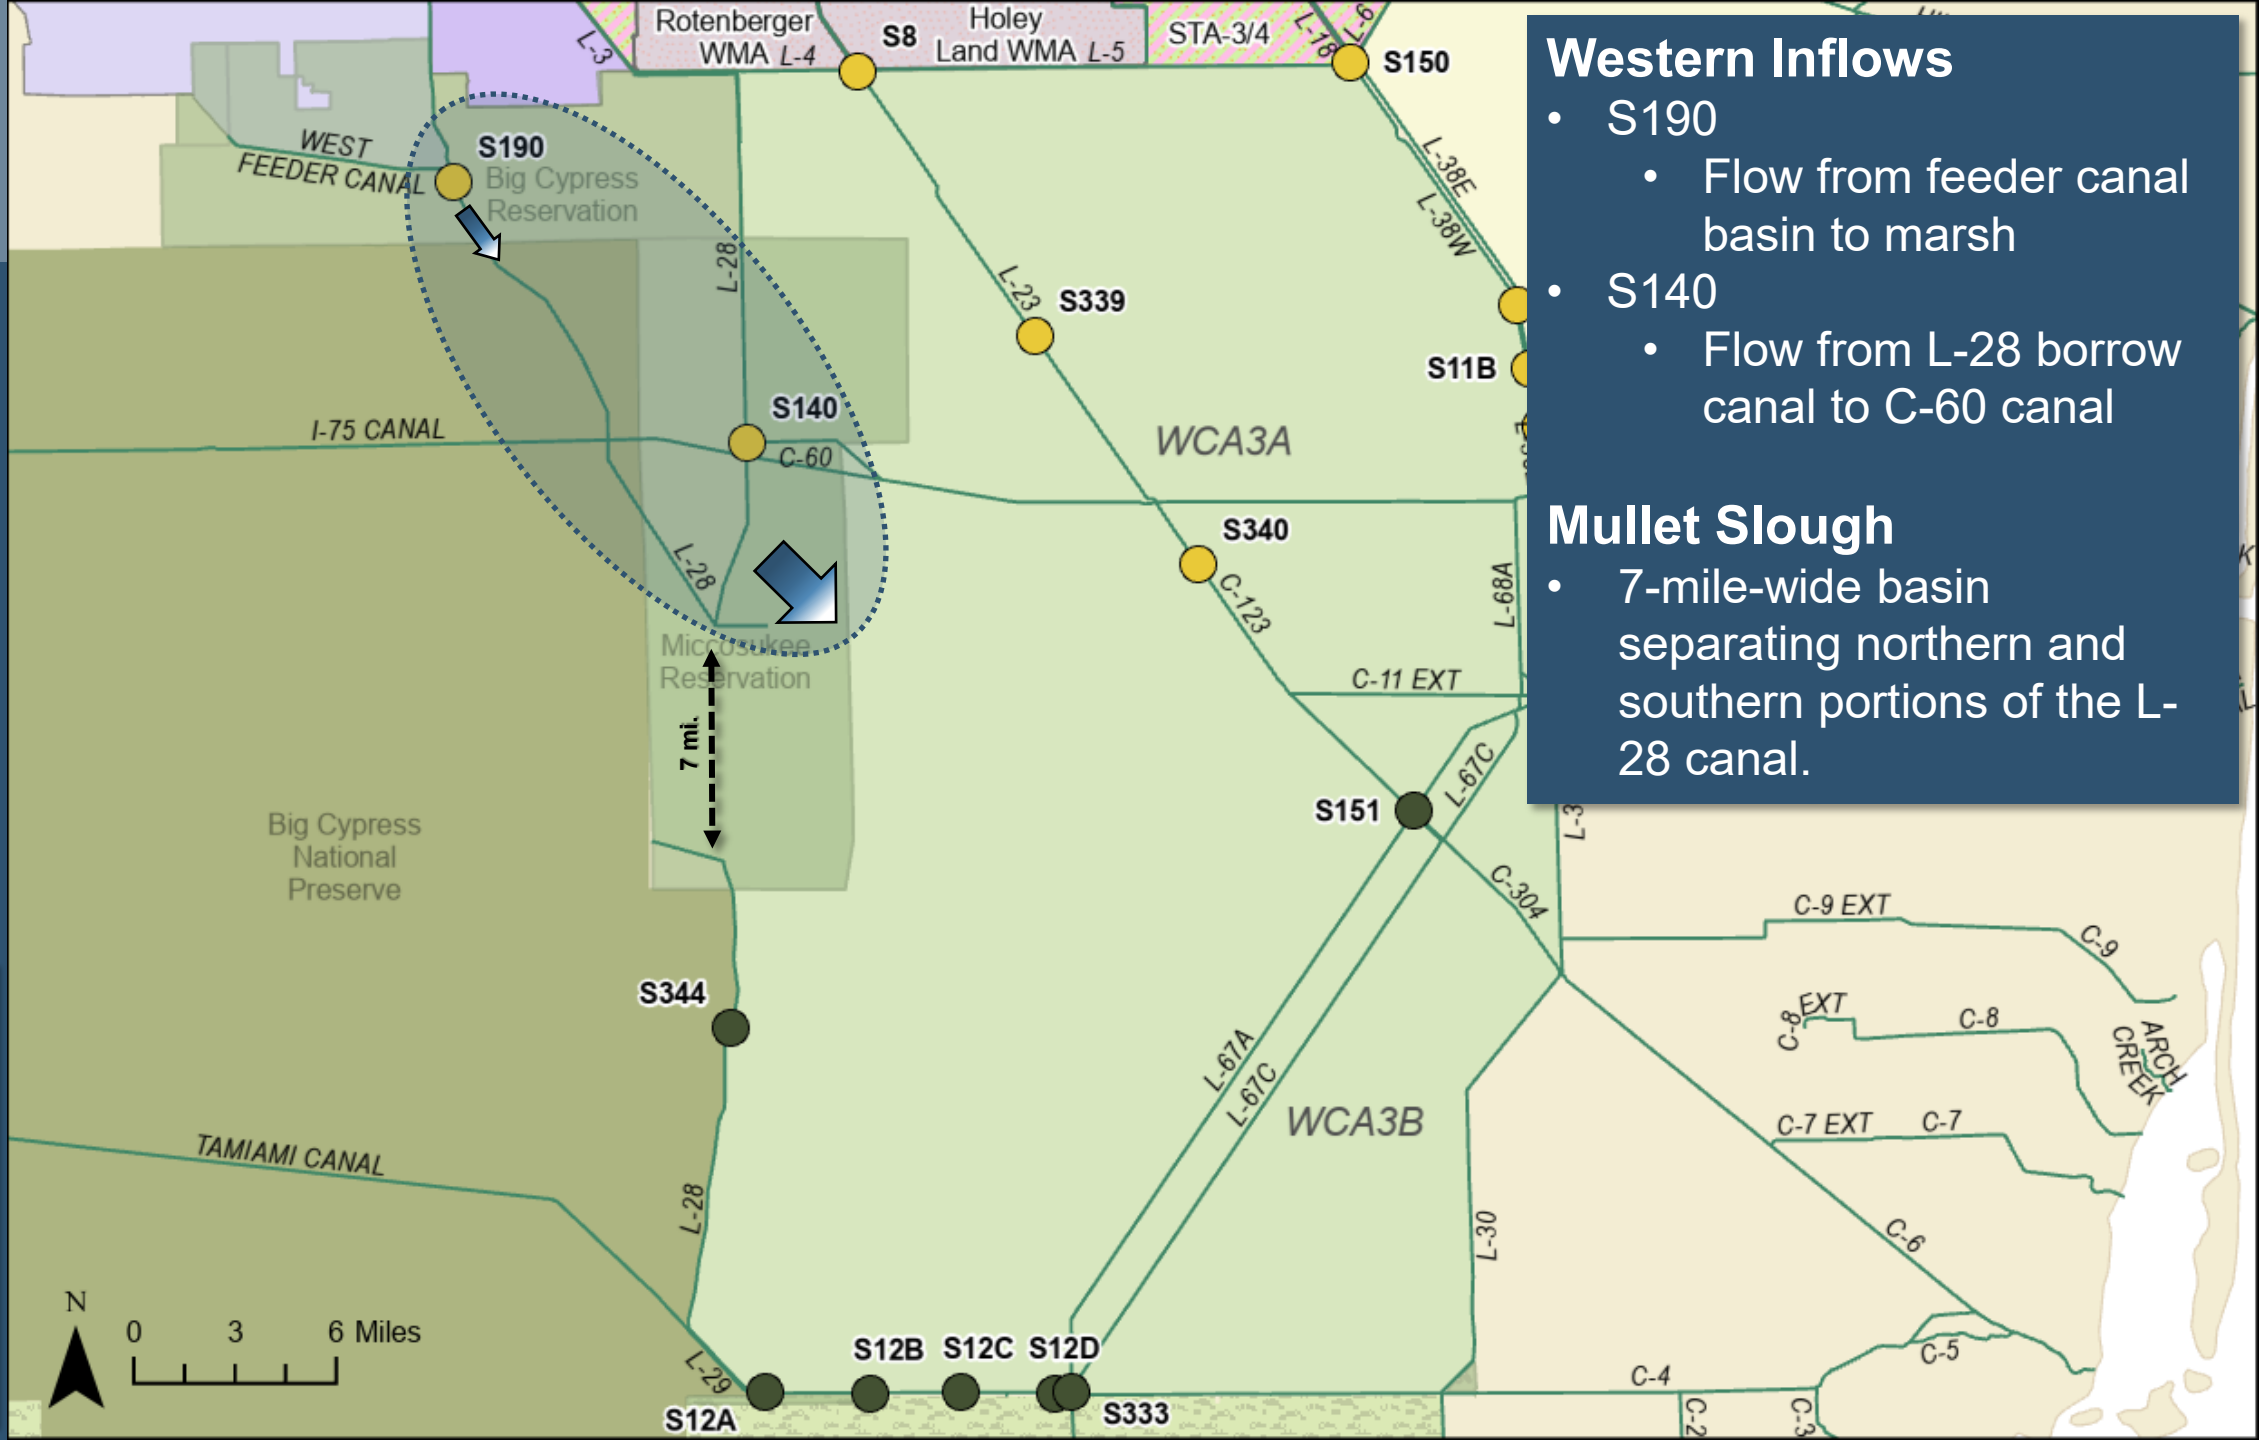 Rotenberger
WMA
L-4
S8
Holey
Land WMA
L-5
STA-3/4
L-18
L-6
S150
L-3
WEST
FEEDER CANAL
S190
Big Cypress
Reservation
L-28
L-23
S339
L-38E
L-38W
S11B
I-75 CANAL
S140
C-60
WCA3A
S340
C-123
L-68A
L-28
Miccosukee
Reservation
7 mi.
C-11 EXT
L-67C
S151
C-304
Big Cypress
National
Preserve
S344
L-67A
L-67C
WCA3B
TAMIAMI CANAL
L-28
L-30
L-29
S12A
S12B
S12C
S12D
S333
C-9 EXT
C-9
C-8
EXT
C-8
ARCH
CREEK
C-7 EXT
C-7
C-6
C-5
C-4
C-2
C-3
N
0 3 6 Miles
Western Inflows
• S190
• Flow from feeder canal
basin to marsh
• S140
• Flow from L-28 borrow
canal to C-60 canal
Mullet Slough
• 7-mile-wide basin
separating northern and
southern portions of the L-
28 canal.